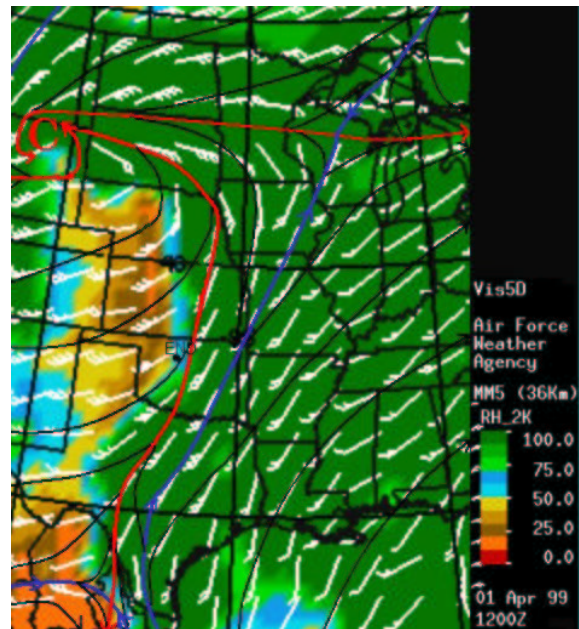 C
END
Vis5D
Air Force
Weather
Agency
MM5 (36Km)
RH_2K
100.0
75.0
50.0
25.0
0.0
01 Apr 99
1200Z